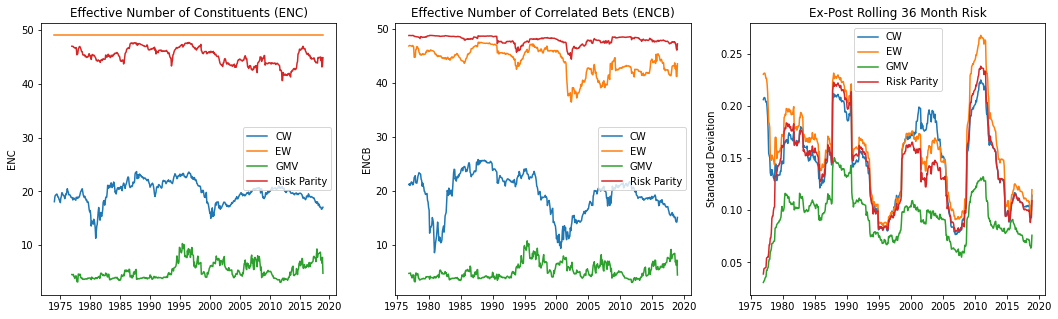 Effective Number of Constituents (ENC)
ENC
50
40
30
20
10
1975 1980 1985 1990 1995 2000 2005 2010 2015 2020
CW
EW
GMV
Risk Parity
Effective Number of Correlated Bets (ENCB)
ENCB
50
40
30
20
10
1975 1980 1985 1990 1995 2000 2005 2010 2015 2020
CW
EW
GMV
Risk Parity
Ex-Post Rolling 36 Month Risk
Standard Deviation
0.25
0.20
0.15
0.10
0.05
1975 1980 1985 1990 1995 2000 2005 2010 2015 2020
CW
EW
GMV
Risk Parity